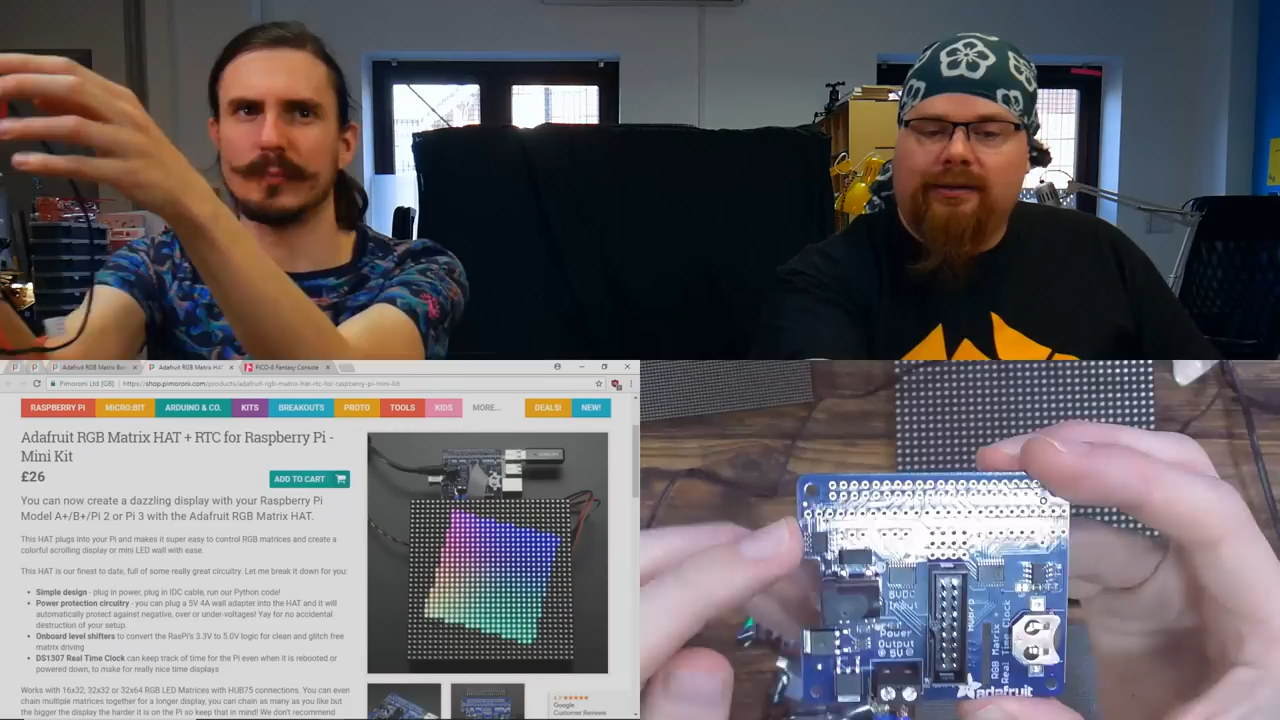 Adafruit RGB Matrix Bon
Adafruit RGB Matrix HAT
PICO-8 Fantasy Console
Pimoroni Ltd [GB] https://shop.pimoroni.com/products/adafruit-rgb-matrix-hat-rtc-for-raspberry-pi-mini-kit
RASPBERRY PI MICRO:BIT ARDUINO & CO. KITS BREAKOUTS PROTO TOOLS KIDS MORE... DEALS! NEW!
Adafruit RGB Matrix HAT + RTC for Raspberry Pi -
Mini Kit
£26
ADD TO CART
You can now create a dazzling display with your Raspberry Pi
Model A+/B+/Pi 2 or Pi 3 with the Adafruit RGB Matrix HAT.
This HAT plugs into your Pi and makes it super easy to control RGB matrices and create a
colorful scrolling display or mini LED wall with ease.
This HAT is our finest to date, full of some really great circuitry. Let me break it down for you:
Simple design - plug in power, plug in IDC cable, run our Python code!
Power protection circuitry - you can plug a 5V 4A wall adapter into the HAT and it will
automatically protect against negative, over or under-voltages! Yay for no accidental
destruction of your setup.
Onboard level shifters to convert the RasPi's 3.3V to 5.0V logic for clean and glitch free
matrix driving
DS1307 Real Time Clock can keep track of time for the Pi even when it is rebooted or
powered down, to make for really nice time displays
Works with 16x32, 32x32 or 32x64 RGB LED Matrices with HUB75 connections. You can even
chain multiple matrices together for a longer display, you can chain as many as you like but
the bigger the display the harder it is on the Pi so keep that in mind! We don't recommend
4.9
Google
Customer Reviews
5VDC
Input
Power
Output
RGB Matrix +
Real Time Clock
adafruit